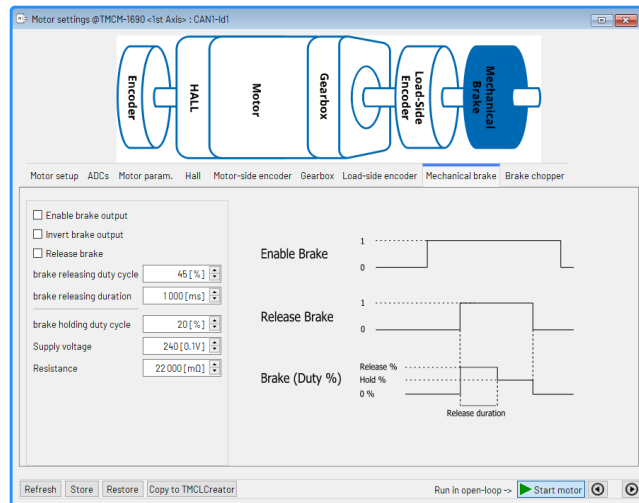 Motor settings @TMCM-1690 <1st Axis> : CAN1-Id1
Encoder
HALL
Motor
Gearbox
Load-Side
Encoder
Mechanical
Brake
Motor setup ADCs Motor param. Hall Motor-side encoder Gearbox Load-side encoder Mechanical brake Brake chopper
Enable brake output
Invert brake output
Release brake
brake releasing duty cycle 45 [%]
brake releasing duration 1 000 [ms]
brake holding duty cycle 20 [%]
Supply voltage 240 [0.1V]
Resistance 22 000 [mΩ]
Enable Brake
1
0
Release Brake
1
0
Brake (Duty %)
Release %
Hold %
0 %
Release duration
Refresh Store Restore Copy to TMCLCreator Run in open-loop -> Start motor